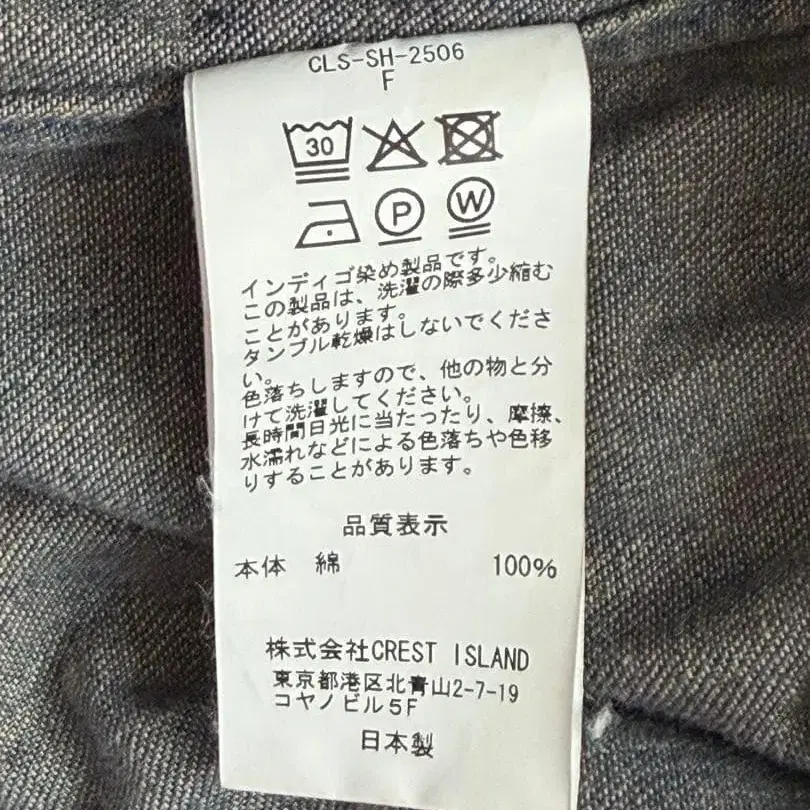 CLS-SH-2506
F
30
P
W
インディゴ染め製品です。
この製品は、洗濯の際多少縮む
ことがあります。
タンブル乾燥はしないでくださ
い。
色落ちしますので、他の物と分
けて洗濯してください。
長時間日光に当たったり、摩擦、
水濡れなどによる色落ちや色移
りすることがあります。
品質表示
本体 綿 100%
株式会社CREST ISLAND
東京都港区北青山2-7-19
コヤノビル5F
日本製